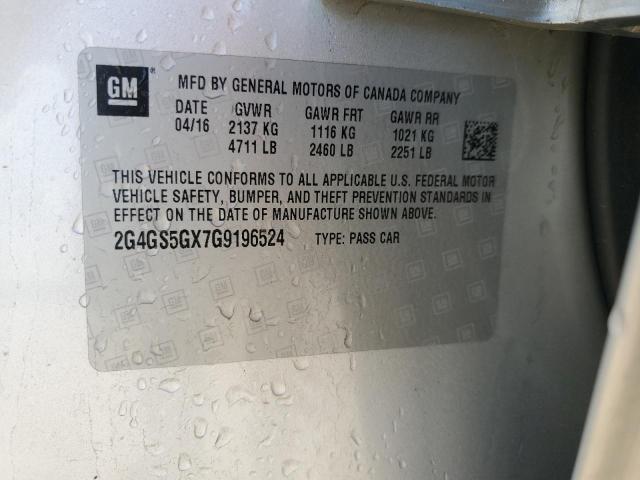 GM
MFD BY GENERAL MOTORS OF CANADA COMPANY
DATE GVWR GAWR FRT GAWR RR
04/16 2137 KG 1116 KG 1021 KG
4711 LB 2460 LB 2251 LB
THIS VEHICLE CONFORMS TO ALL APPLICABLE U.S. FEDERAL MOTOR
VEHICLE SAFETY, BUMPER, AND THEFT PREVENTION STANDARDS IN
EFFECT ON THE DATE OF MANUFACTURE SHOWN ABOVE.
2G4GS5GX7G9196524 TYPE: PASS CAR